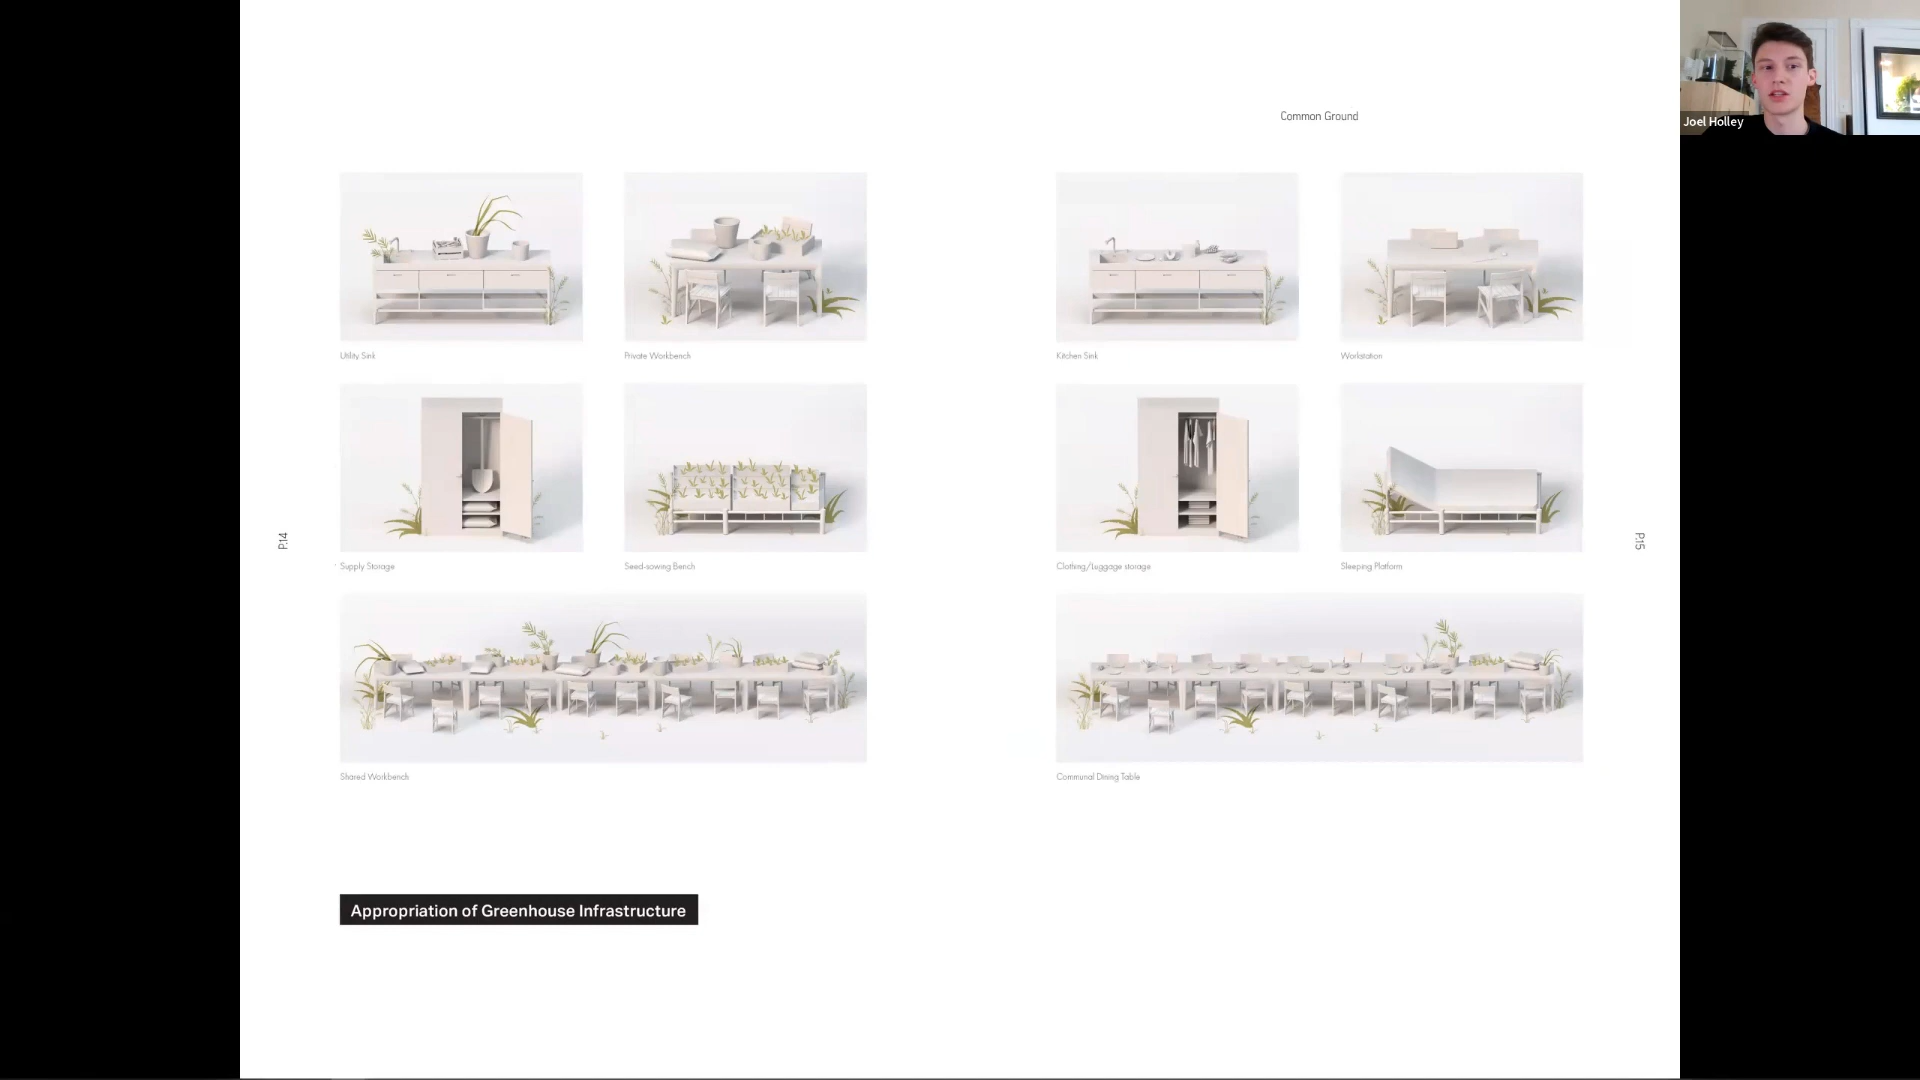 Common Ground
Joel Holley
Utility Sink
Private Workbench
Kitchen Sink
Workstation
P.14
P.15
Supply Storage
Seed-sowing Bench
Clothing/Luggage storage
Sleeping Platform
Shared Workbench
Communal Dining Table
Appropriation of Greenhouse Infrastructure